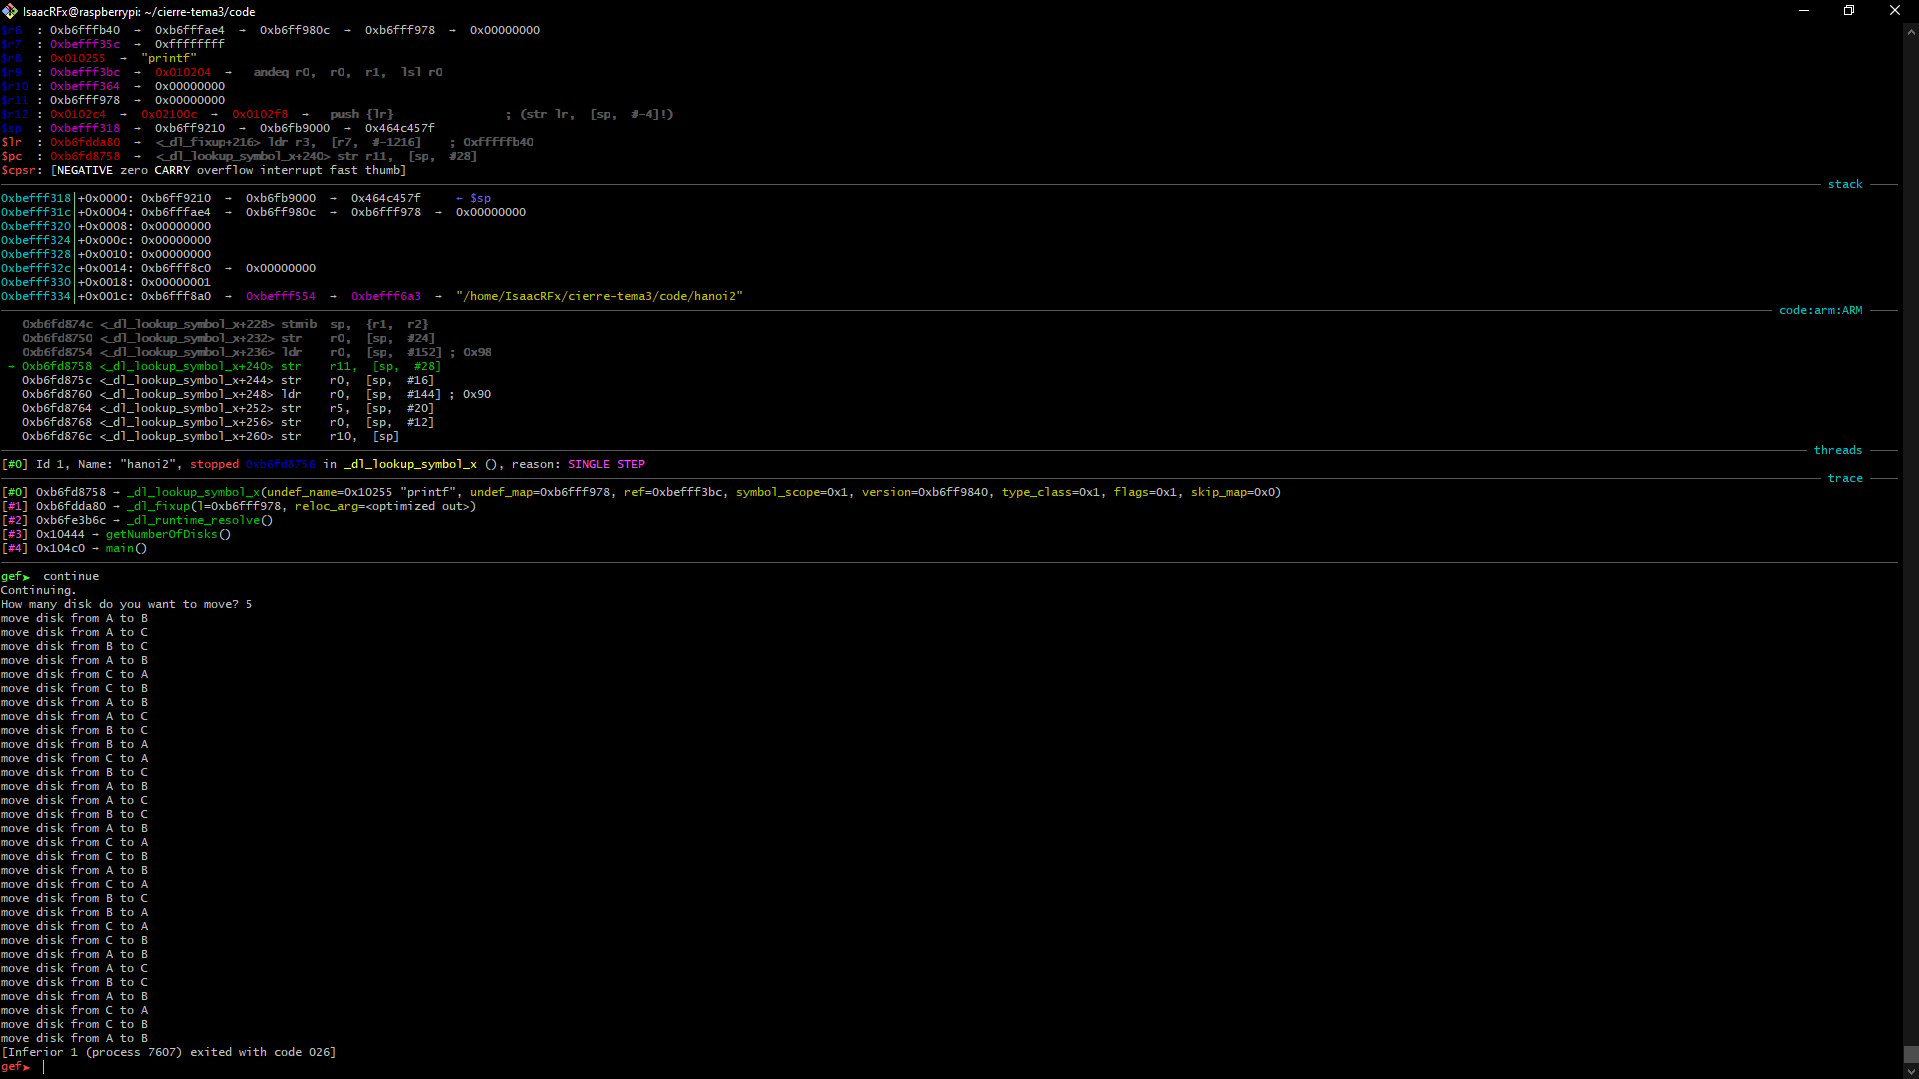 IsaacRFx@raspberrypi: ~/cierre-tema3/code
$r6  : 0xb6fffb40  →  0xb6fffae4  →  0xb6ff980c  →  0xb6fff978  →  0x00000000
$r7  : 0xbefff35c  →  0xffffffff
$r8  : 0x010255  →  "printf"
$r9  : 0xbefff3bc  →  0x010204  →   andeq r0,  r0,  r1,  lsl r0
$r10 : 0xbefff364  →  0x00000000
$r11 : 0xb6fff978  →  0x00000000
$r12 : 0x0102c4  →  0x02100c  →  0x0102f8  →   push {lr}                ; (str lr,  [sp,  #-4]!)
$sp  : 0xbefff318  →  0xb6ff9210  →  0xb6fb9000  →  0x464c457f
$lr  : 0xb6fdda80  →  <_dl_fixup+216> ldr r3,  [r7,  #-1216]    ; 0xfffffb40
$pc  : 0xb6fd8758  →  <_dl_lookup_symbol_x+240> str r11,  [sp,  #28]
$cpsr: [NEGATIVE zero CARRY overflow interrupt fast thumb]
stack
0xbefff318|+0x0000: 0xb6ff9210  →  0xb6fb9000  →  0x464c457f     ← $sp
0xbefff31c|+0x0004: 0xb6fffae4  →  0xb6ff980c  →  0xb6fff978  →  0x00000000
0xbefff320|+0x0008: 0x00000000
0xbefff324|+0x000c: 0x00000000
0xbefff328|+0x0010: 0x00000000
0xbefff32c|+0x0014: 0xb6fff8c0  →  0x00000000
0xbefff330|+0x0018: 0x00000001
0xbefff334|+0x001c: 0xb6fff8a0  →  0xbefff554  →  0xbefff6a3  →  "/home/IsaacRFx/cierre-tema3/code/hanoi2"
code:arm:ARM
0xb6fd874c <_dl_lookup_symbol_x+228> stmib  sp,  {r1,  r2}
0xb6fd8750 <_dl_lookup_symbol_x+232> str    r0,  [sp,  #24]
0xb6fd8754 <_dl_lookup_symbol_x+236> ldr    r0,  [sp,  #152] ; 0x98
→ 0xb6fd8758 <_dl_lookup_symbol_x+240> str    r11,  [sp,  #28]
0xb6fd875c <_dl_lookup_symbol_x+244> str    r0,  [sp,  #16]
0xb6fd8760 <_dl_lookup_symbol_x+248> ldr    r0,  [sp,  #144] ; 0x90
0xb6fd8764 <_dl_lookup_symbol_x+252> str    r5,  [sp,  #20]
0xb6fd8768 <_dl_lookup_symbol_x+256> str    r0,  [sp,  #12]
0xb6fd876c <_dl_lookup_symbol_x+260> str    r10,  [sp]
threads
[#0] Id 1, Name: "hanoi2", stopped 0xb6fd8758 in _dl_lookup_symbol_x (), reason: SINGLE STEP
trace
[#0] 0xb6fd8758 → _dl_lookup_symbol_x(undef_name=0x10255 "printf", undef_map=0xb6fff978, ref=0xbefff3bc, symbol_scope=0x1, version=0xb6ff9840, type_class=0x1, flags=0x1, skip_map=0x0)
[#1] 0xb6fdda80 → _dl_fixup(l=0xb6fff978, reloc_arg=<optimized out>)
[#2] 0xb6fe3b6c → _dl_runtime_resolve()
[#3] 0x10444 → getNumberOfDisks()
[#4] 0x104c0 → main()
gef➤  continue
Continuing.
How many disk do you want to move? 5
move disk from A to B
move disk from A to C
move disk from B to C
move disk from A to B
move disk from C to A
move disk from C to B
move disk from A to B
move disk from A to C
move disk from B to C
move disk from B to A
move disk from C to A
move disk from B to C
move disk from A to B
move disk from A to C
move disk from B to C
move disk from A to B
move disk from C to A
move disk from C to B
move disk from A to B
move disk from C to A
move disk from B to C
move disk from B to A
move disk from C to A
move disk from C to B
move disk from A to B
move disk from A to C
move disk from B to C
move disk from A to B
move disk from C to A
move disk from C to B
move disk from A to B
[Inferior 1 (process 7607) exited with code 026]
gef➤